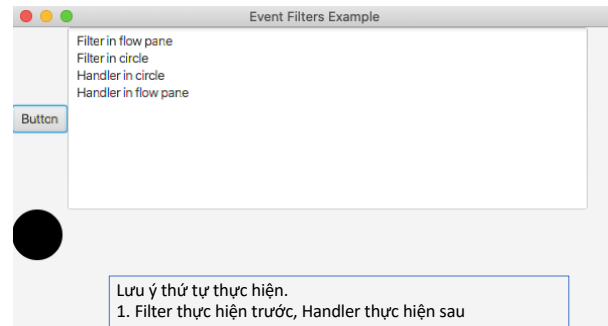 Event Filters Example
Filter in flow pane
Filter in circle
Handler in circle
Handler in flow pane
Button
Lưu ý thứ tự thực hiện.
1. Filter thực hiện trước, Handler thực hiện sau